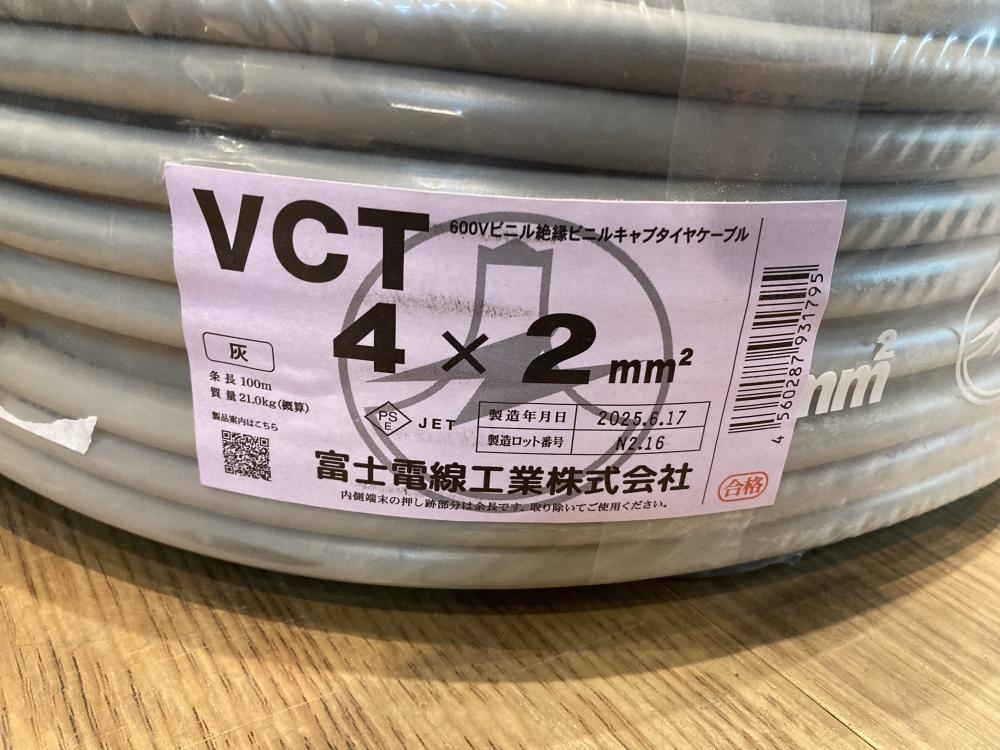 VCT
600Vビニル絶縁ビニルキャブタイヤケーブル
4×2mm²
灰
条長 100m
質量 21.0kg(概算)
製品案内はこちら
PS
E
JET
製造年月日 2025.6.17
製造ロット番号 N2.16
富士電線工業株式会社
内側端末の押し跡部分は余長です。取り除いてご使用ください。
4560287931795
合格
mm²